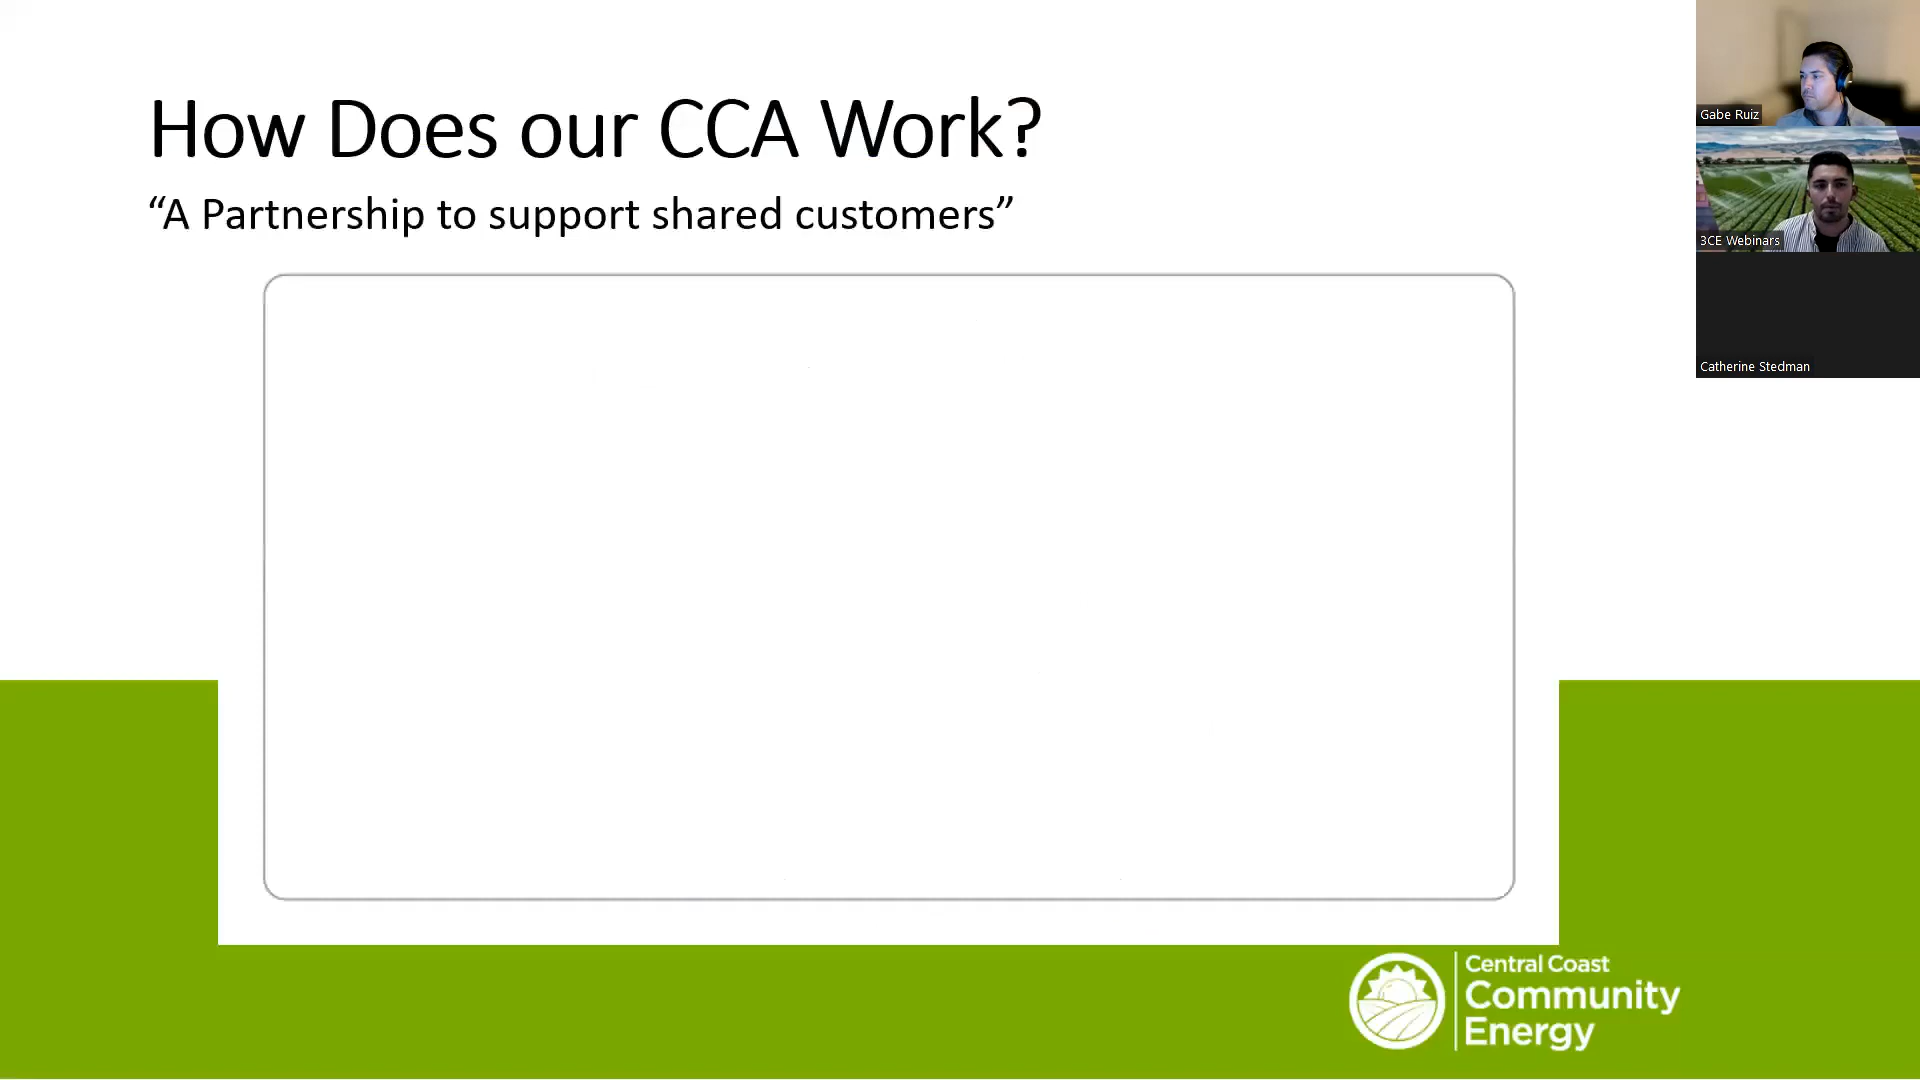 How Does our CCA Work?
“A Partnership to support shared customers”
Gabe Ruiz
3CE Webinars
Catherine Stedman
Central Coast
Community
Energy